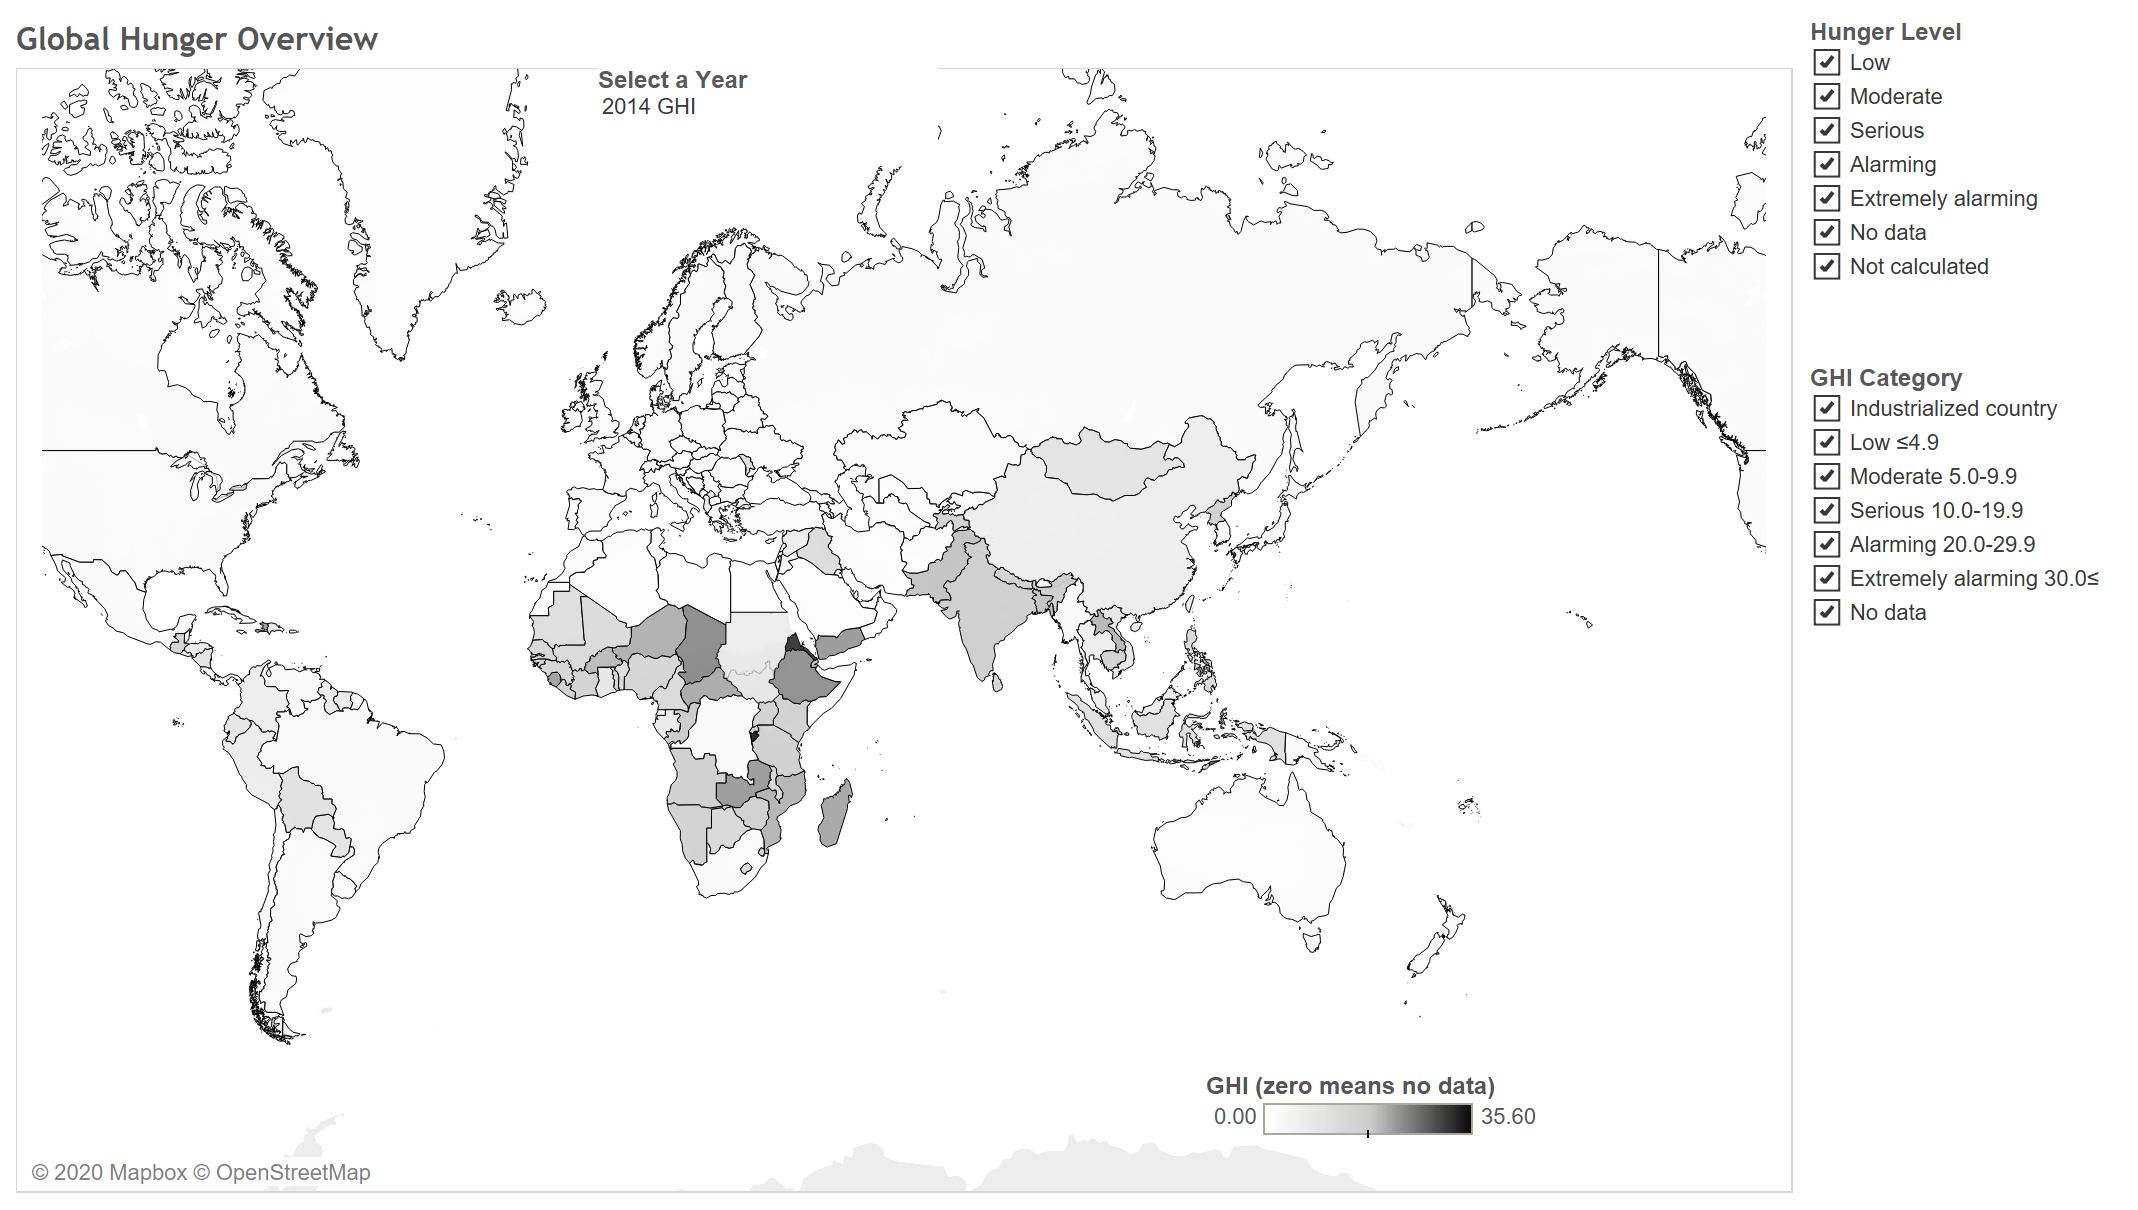 Global Hunger Overview
Select a Year
2014 GHI
Hunger Level
Low
Moderate
Serious
Alarming
Extremely alarming
No data
Not calculated
GHI Category
Industrialized country
Low ≤4.9
Moderate 5.0-9.9
Serious 10.0-19.9
Alarming 20.0-29.9
Extremely alarming 30.0≤
No data
GHI (zero means no data)
0.00 35.60
© 2020 Mapbox © OpenStreetMap